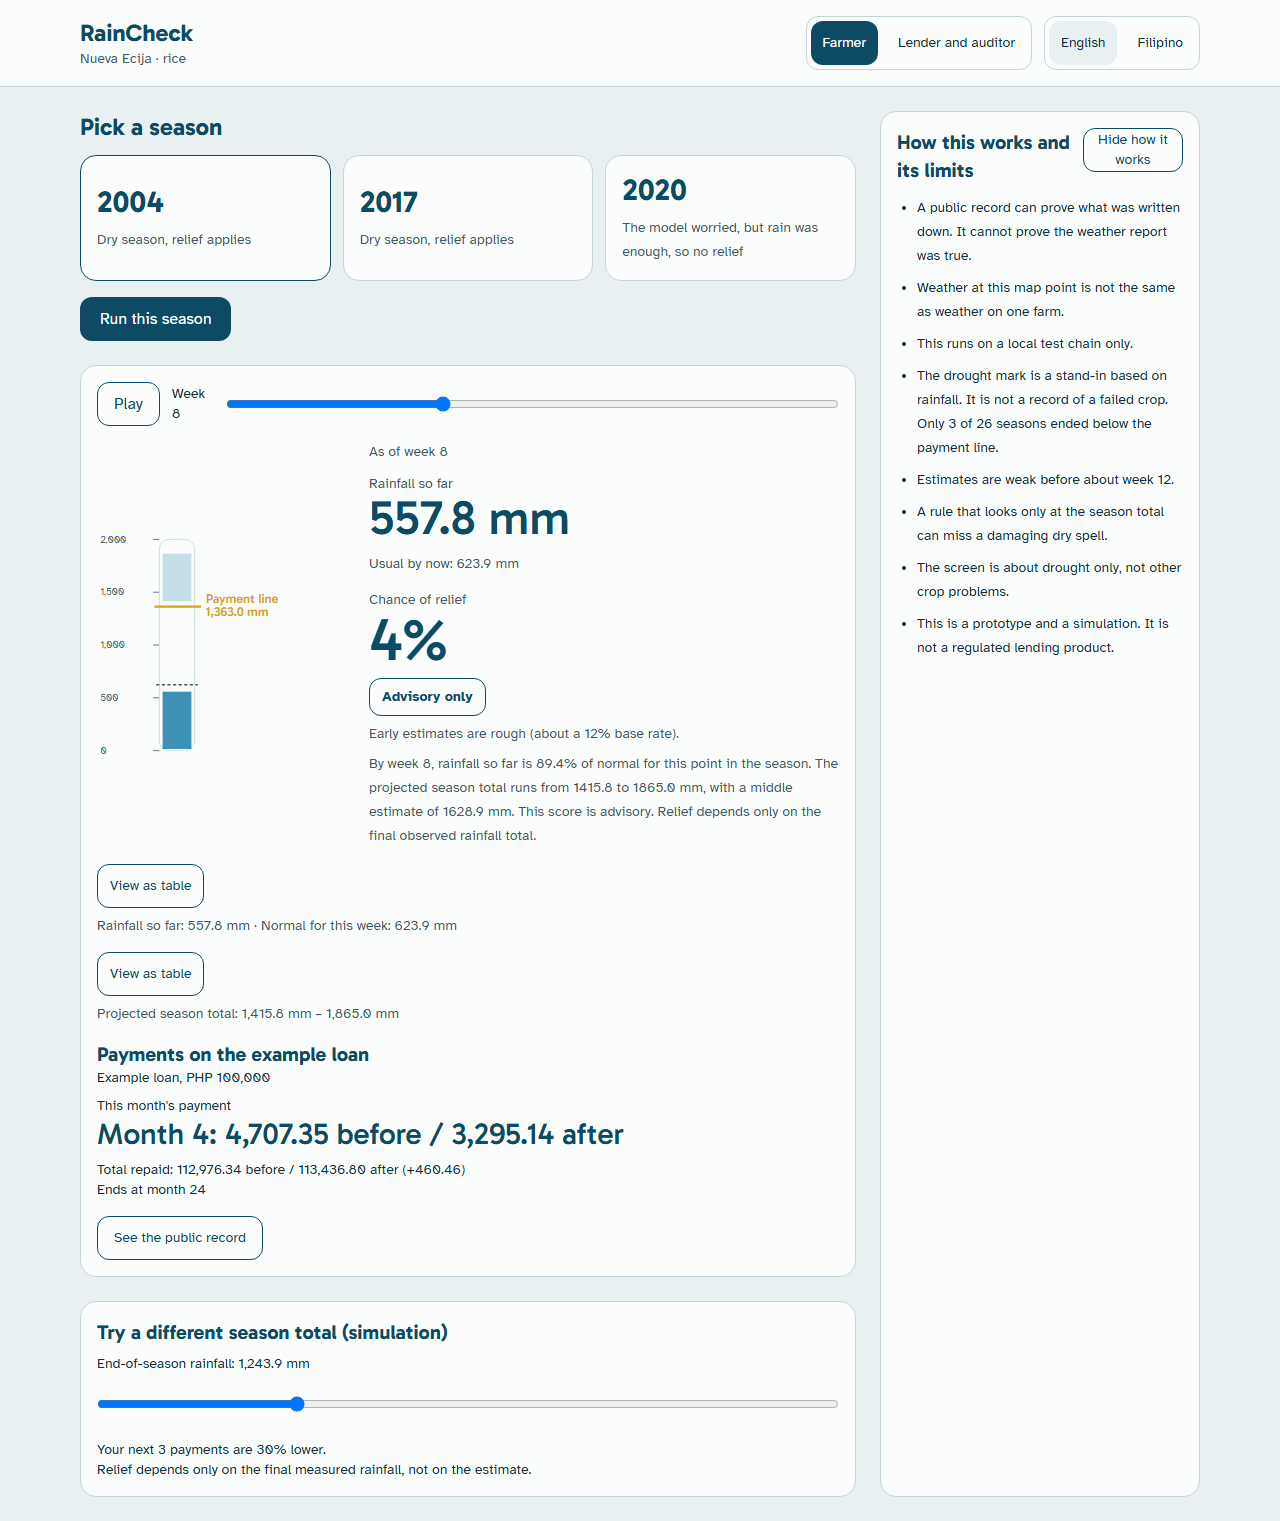 RainCheck
Nueva Ecija · rice
Farmer
Lender and auditor
English
Filipino
Pick a season
2004
Dry season, relief applies
2017
Dry season, relief applies
2020
The model worried, but rain was
enough, so no relief
Run this season
Play
Week
8
As of week 8
Rainfall so far
557.8 mm
Usual by now: 623.9 mm
Chance of relief
4%
Advisory only
Early estimates are rough (about a 12% base rate).
By week 8, rainfall so far is 89.4% of normal for this point in the season. The
projected season total runs from 1415.8 to 1865.0 mm, with a middle
estimate of 1628.9 mm. This score is advisory. Relief depends only on the
final observed rainfall total.
2,000
1,500
1,000
500
0
Payment line
1,363.0 mm
View as table
Rainfall so far: 557.8 mm · Normal for this week: 623.9 mm
View as table
Projected season total: 1,415.8 mm – 1,865.0 mm
Payments on the example loan
Example loan, PHP 100,000
This month's payment
Month 4: 4,707.35 before / 3,295.14 after
Total repaid: 112,976.34 before / 113,436.80 after (+460.46)
Ends at month 24
See the public record
Try a different season total (simulation)
End-of-season rainfall: 1,243.9 mm
Your next 3 payments are 30% lower.
Relief depends only on the final measured rainfall, not on the estimate.
How this works and
its limits
Hide how it
works
▪ A public record can prove what was written
down. It cannot prove the weather report
was true.
▪ Weather at this map point is not the same
as weather on one farm.
▪ This runs on a local test chain only.
▪ The drought mark is a stand-in based on
rainfall. It is not a record of a failed crop.
Only 3 of 26 seasons ended below the
payment line.
▪ Estimates are weak before about week 12.
▪ A rule that looks only at the season total
can miss a damaging dry spell.
▪ The screen is about drought only, not other
crop problems.
▪ This is a prototype and a simulation. It is
not a regulated lending product.